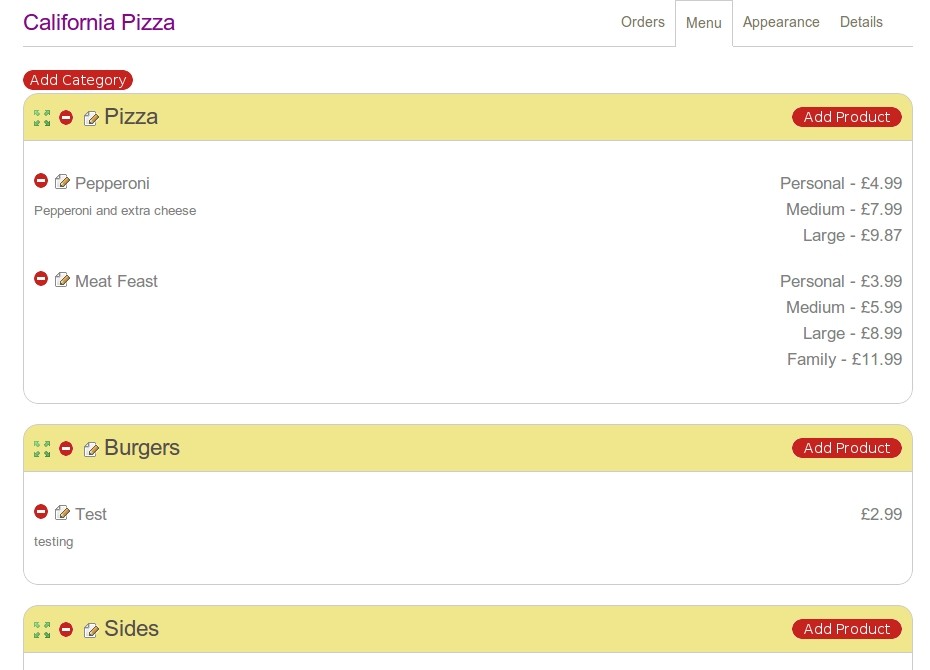 California Pizza
Orders Menu Appearance Details
Add Category
Pizza Add Product
Pepperoni Personal - £4.99
Pepperoni and extra cheese Medium - £7.99
Large - £9.87
Meat Feast Personal - £3.99
Medium - £5.99
Large - £8.99
Family - £11.99
Burgers Add Product
Test £2.99
testing
Sides Add Product